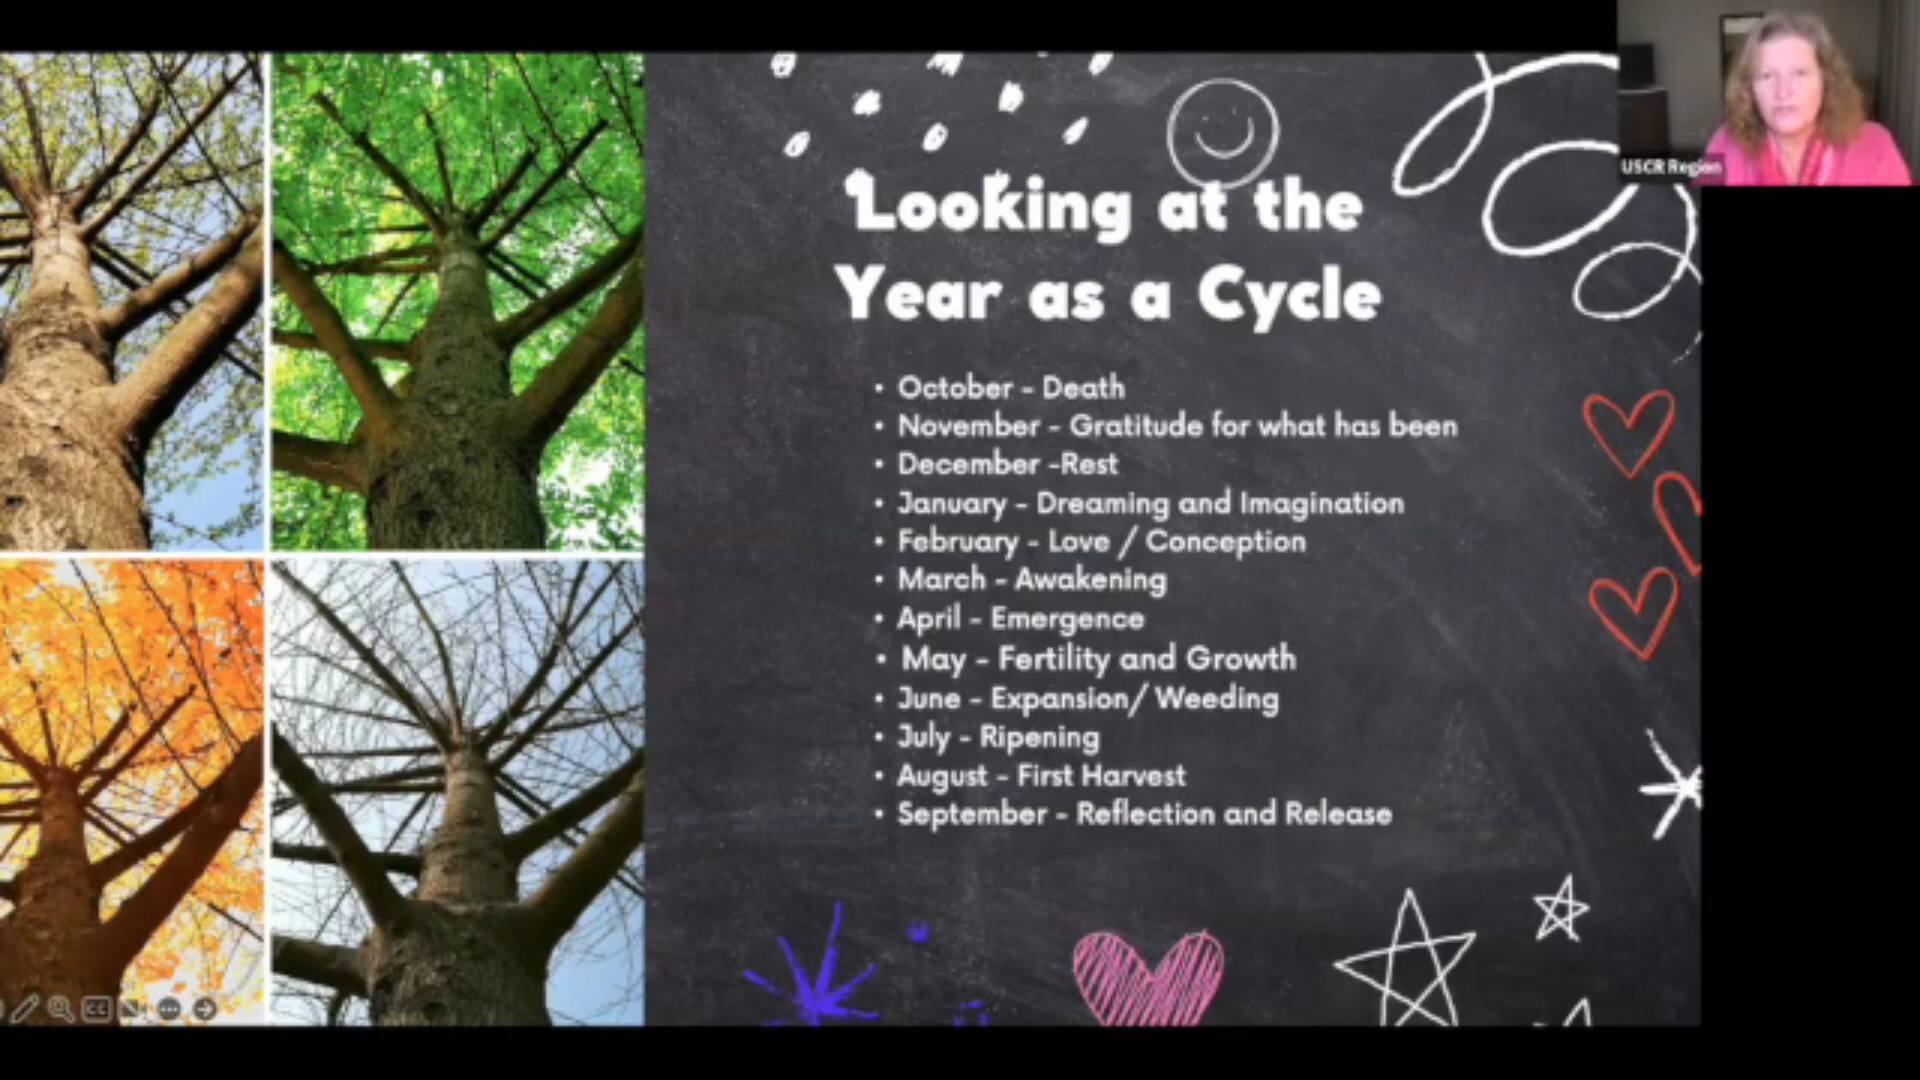 USCR Region
Looking at the
Year as a Cycle
• October - Death
• November - Gratitude for what has been
• December -Rest
• January - Dreaming and Imagination
• February - Love / Conception
• March - Awakening
• April - Emergence
• May - Fertility and Growth
• June - Expansion/ Weeding
• July - Ripening
• August - First Harvest
• September - Reflection and Release
CC